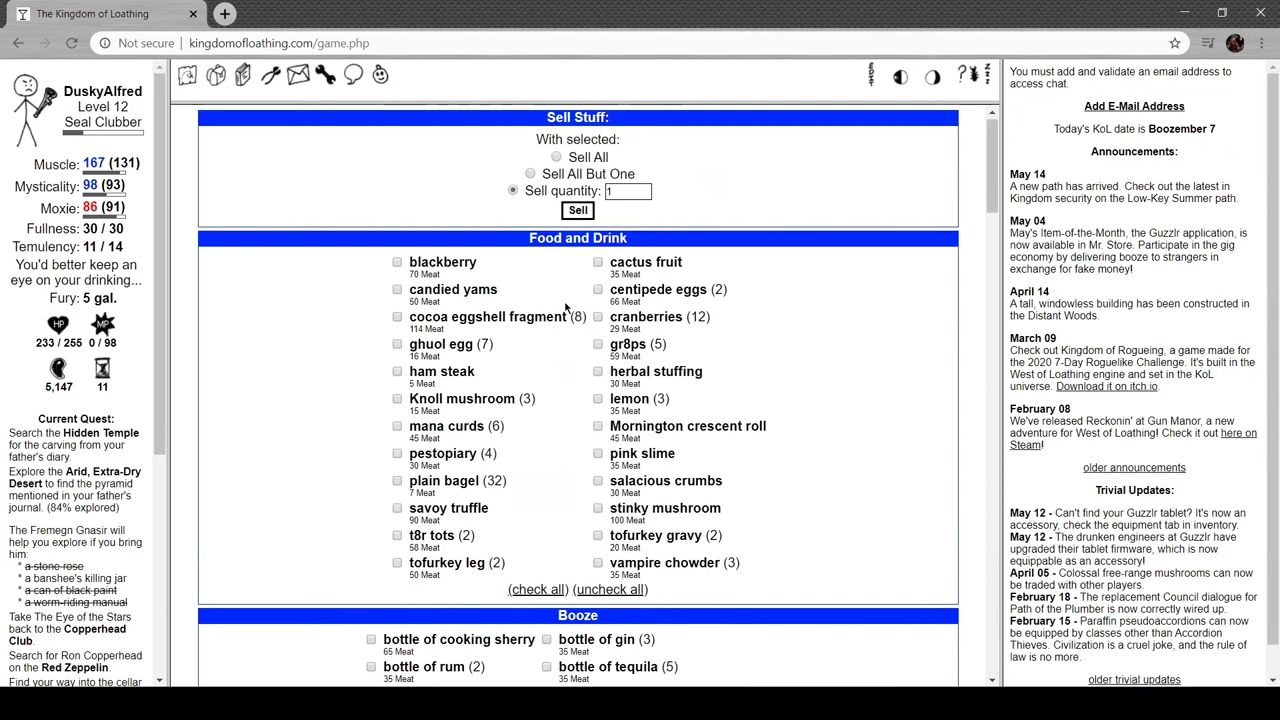 The Kingdom of Loathing
Not secure | kingdomofloathing.com/game.php
DuskyAlfred
Level 12
Seal Clubber
Muscle: 167 (131)
Mysticality: 98 (93)
Moxie: 86 (91)
Fullness: 30 / 30
Temulency: 11 / 14
You'd better keep an
eye on your drinking...
Fury: 5 gal.
HP
MP
233 / 255
0 / 98
5,147
11
Current Quest:
Search the Hidden Temple
for the carving from your
father's diary.
Explore the Arid, Extra-Dry
Desert to find the pyramid
mentioned in your father's
journal. (84% explored)
The Fremegn Gnasir will
help you explore if you bring
him:
* a stone rose
* a banshee's killing jar
* a can of black paint
* a worm-riding manual
Take The Eye of the Stars
back to the Copperhead
Club.
Search for Ron Copperhead
on the Red Zeppelin.
Find your way into the cellar
Sell Stuff:
With selected:
Sell All
Sell All But One
Sell quantity: 1
Sell
Food and Drink
blackberry
70 Meat
cactus fruit
35 Meat
candied yams
50 Meat
centipede eggs (2)
66 Meat
cocoa eggshell fragment (8)
114 Meat
cranberries (12)
29 Meat
ghuol egg (7)
16 Meat
gr8ps (5)
59 Meat
ham steak
5 Meat
herbal stuffing
30 Meat
Knoll mushroom (3)
15 Meat
lemon (3)
35 Meat
mana curds (6)
45 Meat
Mornington crescent roll
45 Meat
pestopiary (4)
30 Meat
pink slime
35 Meat
plain bagel (32)
7 Meat
salacious crumbs
30 Meat
savoy truffle
90 Meat
stinky mushroom
100 Meat
t8r tots (2)
58 Meat
tofurkey gravy (2)
20 Meat
tofurkey leg (2)
50 Meat
vampire chowder (3)
35 Meat
(check all) (uncheck all)
Booze
bottle of cooking sherry
65 Meat
bottle of gin (3)
35 Meat
bottle of rum (2)
35 Meat
bottle of tequila (5)
35 Meat
You must add and validate an email address to
access chat.
Add E-Mail Address
Today's KoL date is Boozember 7
Announcements:
May 14
A new path has arrived. Check out the latest in
Kingdom security on the Low-Key Summer path.
May 04
May's Item-of-the-Month, the Guzzlr application, is
now available in Mr. Store. Participate in the gig
economy by delivering booze to strangers in
exchange for fake money!
April 14
A tall, windowless building has been constructed in
the Distant Woods.
March 09
Check out Kingdom of Rogueing, a game made for
the 2020 7-Day Roguelike Challenge. It's built in the
West of Loathing engine and set in the KoL
universe. Download it on itch.io.
February 08
We've released Reckonin' at Gun Manor, a new
adventure for West of Loathing! Check it out here on
Steam!
older announcements
Trivial Updates:
May 12 - Can't find your Guzzlr tablet? It's now an
accessory, check the equipment tab in inventory.
May 12 - The drunken engineers at Guzzlr have
upgraded their tablet firmware, which is now
equippable as an accessory!
April 05 - Colossal free-range mushrooms can now
be traded with other players.
February 18 - The replacement Council dialogue for
Path of the Plumber is now correctly wired up.
February 15 - Paraffin pseudoaccordions can now
be equipped by classes other than Accordion
Thieves. Civilization is a cruel joke, and the rule of
law is no more.
older trivial updates